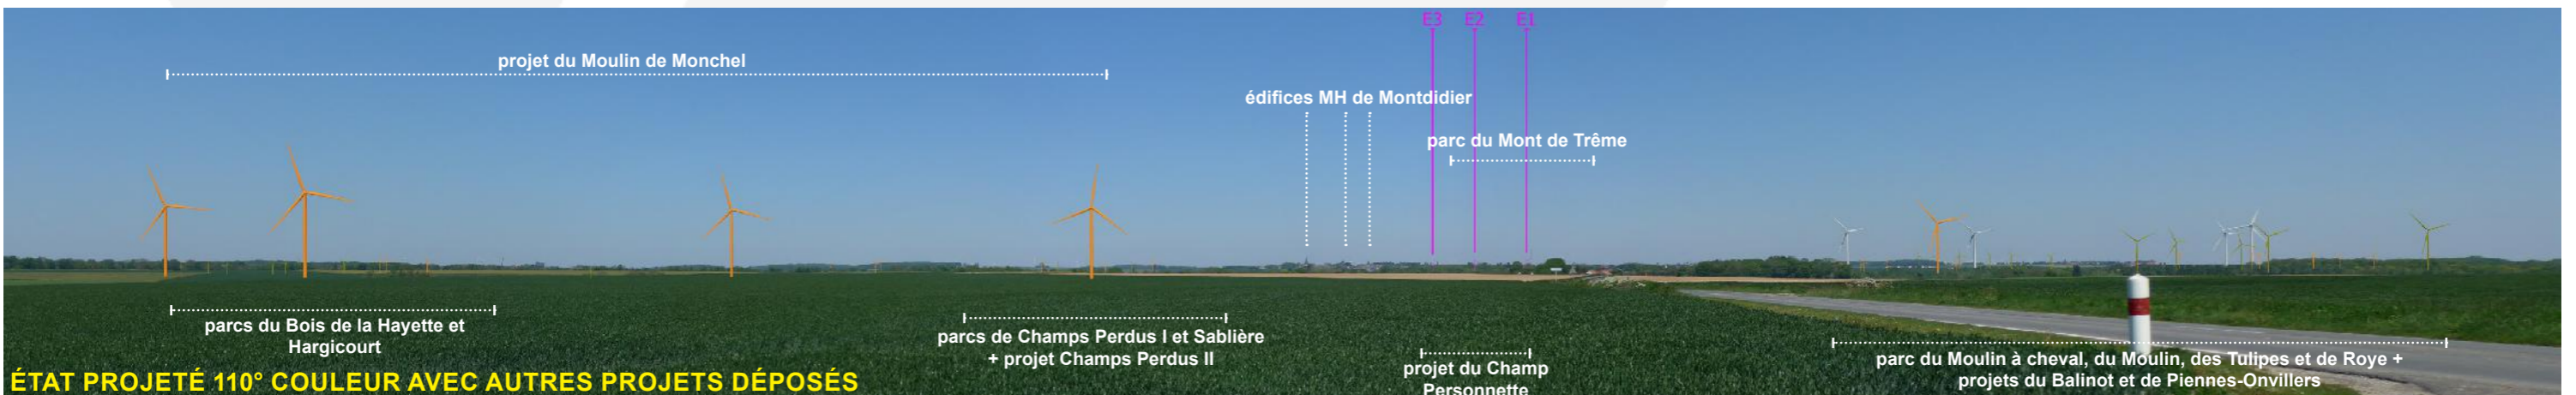 E3 E2 E1
projet du Moulin de Monchel
édifices MH de Montdidier
parc du Mont de Trême
parcs du Bois de la Hayette et
Hargicourt
parcs de Champs Perdus I et Sablière
+ projet Champs Perdus II
projet du Champ
Personnette
parc du Moulin à cheval, du Moulin, des Tulipes et de Roye +
projets du Balinot et de Piennes-Onvillers
ÉTAT PROJETÉ 110° COULEUR AVEC AUTRES PROJETS DÉPOSÉS